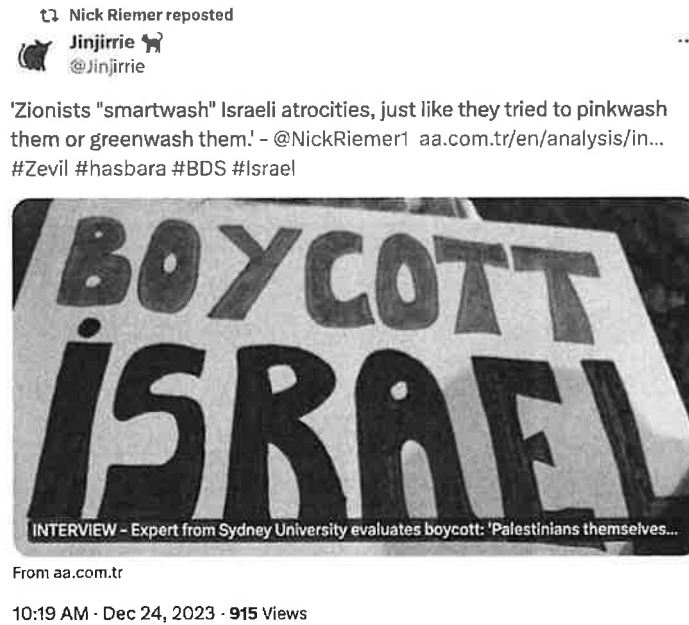 Nick Riemer reposted
Jinjirrie
@Jinjirrie
'Zionists "smartwash" Israeli atrocities, just like they tried to pinkwash
them or greenwash them.' - @NickRiemer1 aa.com.tr/en/analysis/in...
#Zevil #hasbara #BDS #Israel
BOYCOTT
İSRAEL
INTERVIEW – Expert from Sydney University evaluates boycott: 'Palestinians themselves...
From aa.com.tr
10:19 AM · Dec 24, 2023 · 915 Views